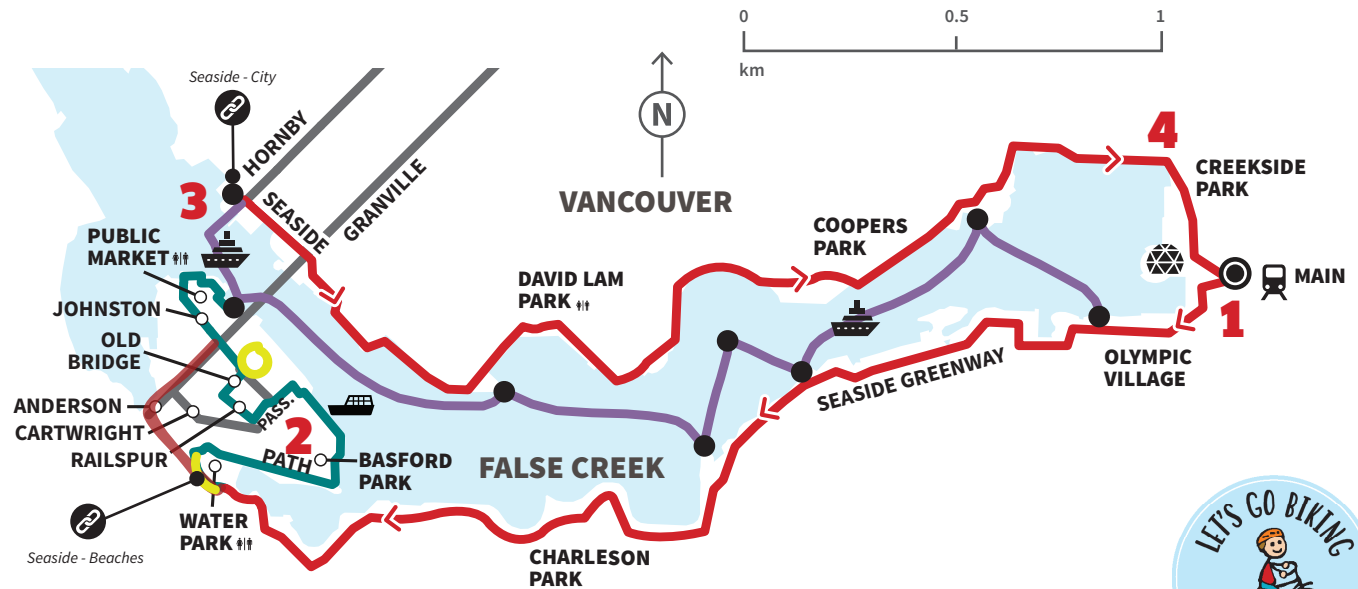 0 0.5 1
km
Seaside - City
N
HORNBY
3
SEASIDE
GRANVILLE
VANCOUVER
4
CREEKSIDE
PARK
COOPERS
PARK
PUBLIC
MARKET
DAVID LAM
PARK
MAIN
JOHNSTON
1
OLD
BRIDGE
OLYMPIC
VILLAGE
SEASIDE GREENWAY
ANDERSON
PASS.
CARTWRIGHT
2
RAILSPUR
PATH
BASFORD
PARK
FALSE CREEK
WATER
PARK
Seaside - Beaches
CHARLESON
PARK
LET'S GO BIKING